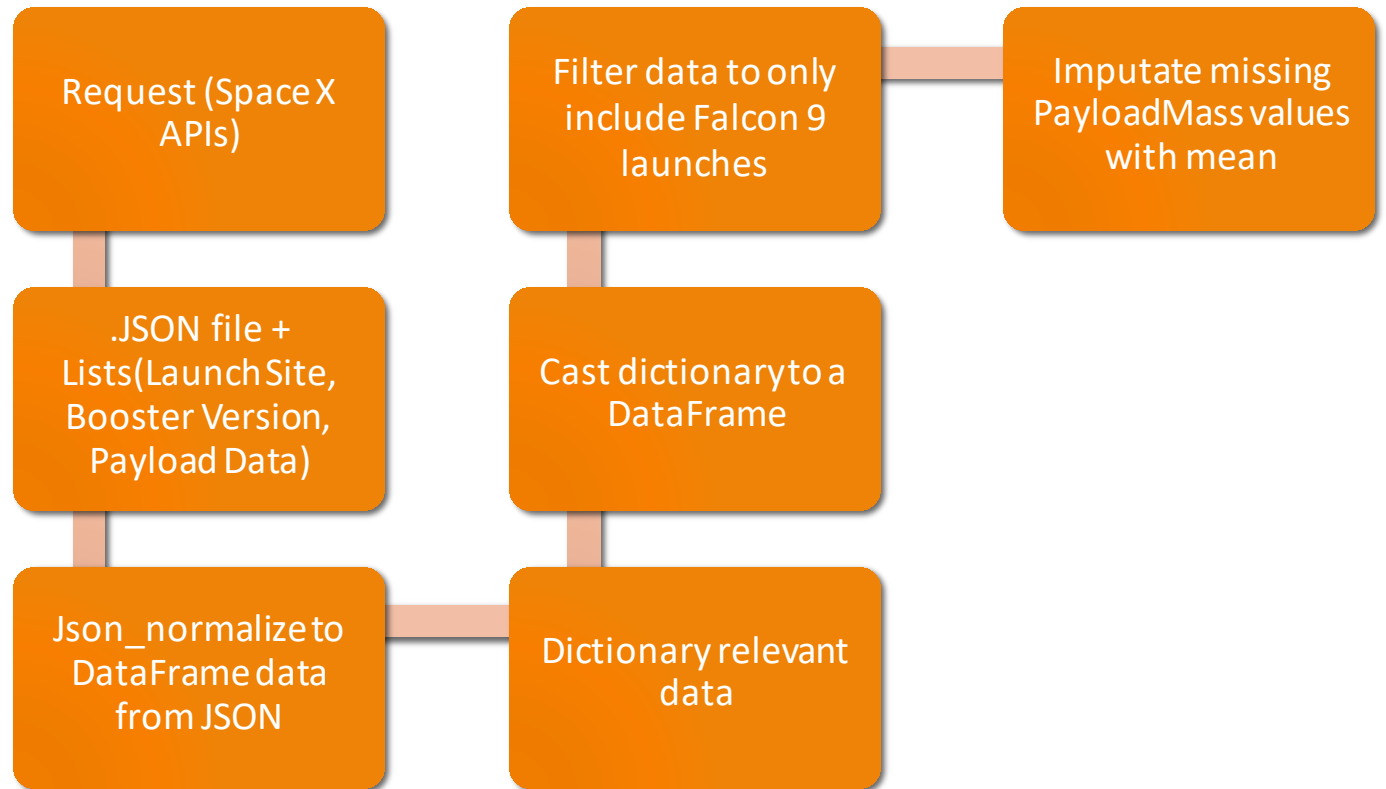 Request (Space X
APIs)
.JSON file +
Lists(Launch Site,
Booster Version,
Payload Data)
Json_normalize to
DataFrame data
from JSON
Dictionary relevant
data
Cast dictionary to a
DataFrame
Filter data to only
include Falcon 9
launches
Imputate missing
PayloadMass values
with mean